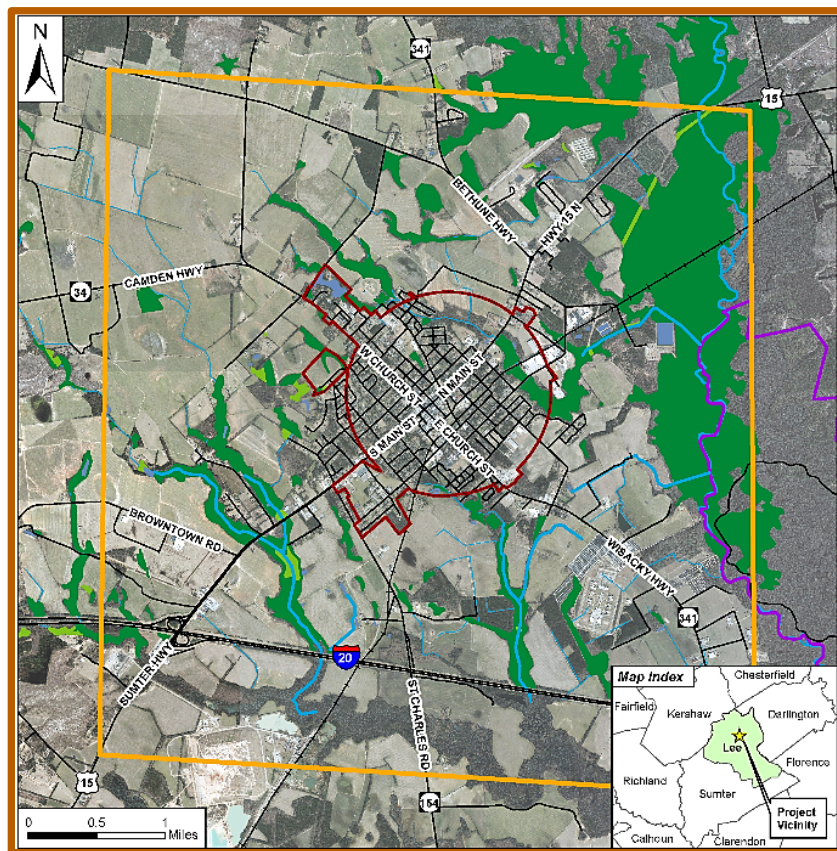 N
341
15
BETHUNE HWY
HWY 15 N
CAMDEN HWY
34
W CHURCH ST
N MAIN ST
S MAIN ST
E CHURCH ST
BROWNTOWN RD
WISACKY HWY
341
SUMTER HWY
20
ST CHARLES RD
15
154
0 0.5 1
Miles
Map Index
Chesterfield
Fairfield
Kershaw
Darlington
Lee
Florence
Richland
Sumter
Project
Vicinity
Calhoun
Clarendon